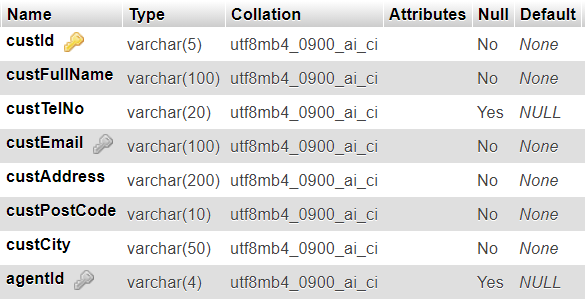 Name Type Collation Attributes Null Default
custId varchar(5) utf8mb4_0900_ai_ci No None
custFullName varchar(100) utf8mb4_0900_ai_ci No None
custTelNo varchar(20) utf8mb4_0900_ai_ci Yes NULL
custEmail varchar(100) utf8mb4_0900_ai_ci No None
custAddress varchar(200) utf8mb4_0900_ai_ci No None
custPostCode varchar(10) utf8mb4_0900_ai_ci No None
custCity varchar(50) utf8mb4_0900_ai_ci No None
agentId varchar(4) utf8mb4_0900_ai_ci Yes NULL